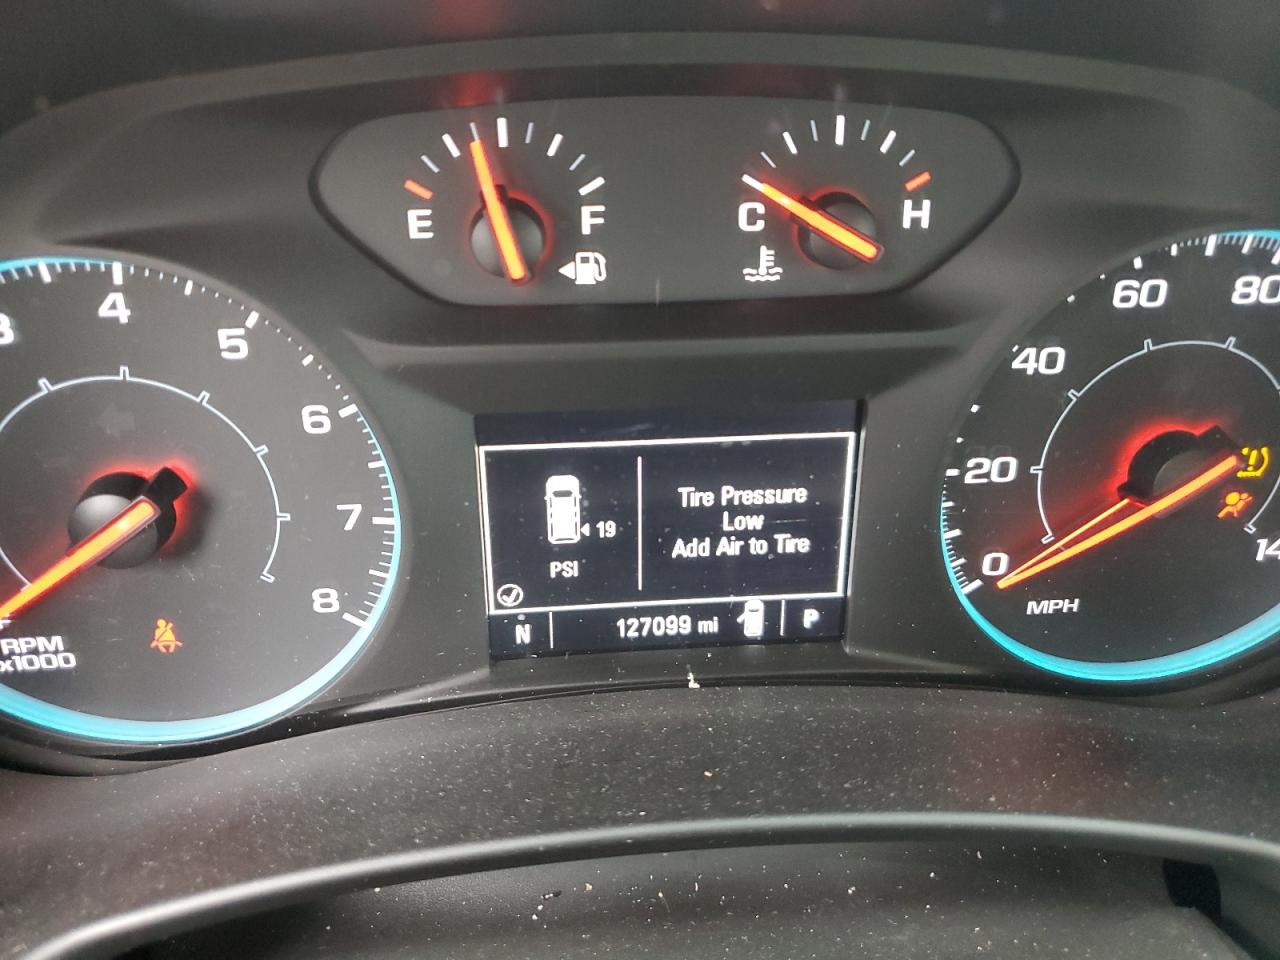 E
F
C
H
3
4
5
6
7
8
RPM
x1000
Tire Pressure
Low
Add Air to Tire
19
PSI
N
127099 mi
P
0
20
40
60
80
14
MPH